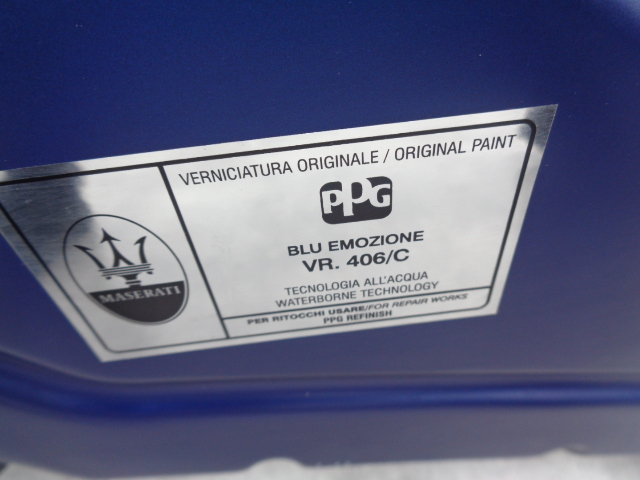 VERNICIATURA ORIGINALE / ORIGINAL PAINT
PPG
BLU EMOZIONE
VR. 406/C
TECNOLOGIA ALL'ACQUA
WATERBORNE TECHNOLOGY
PER RITOCCHI USARE/FOR REPAIR WORKS
PPG REFINISH
MASERATI